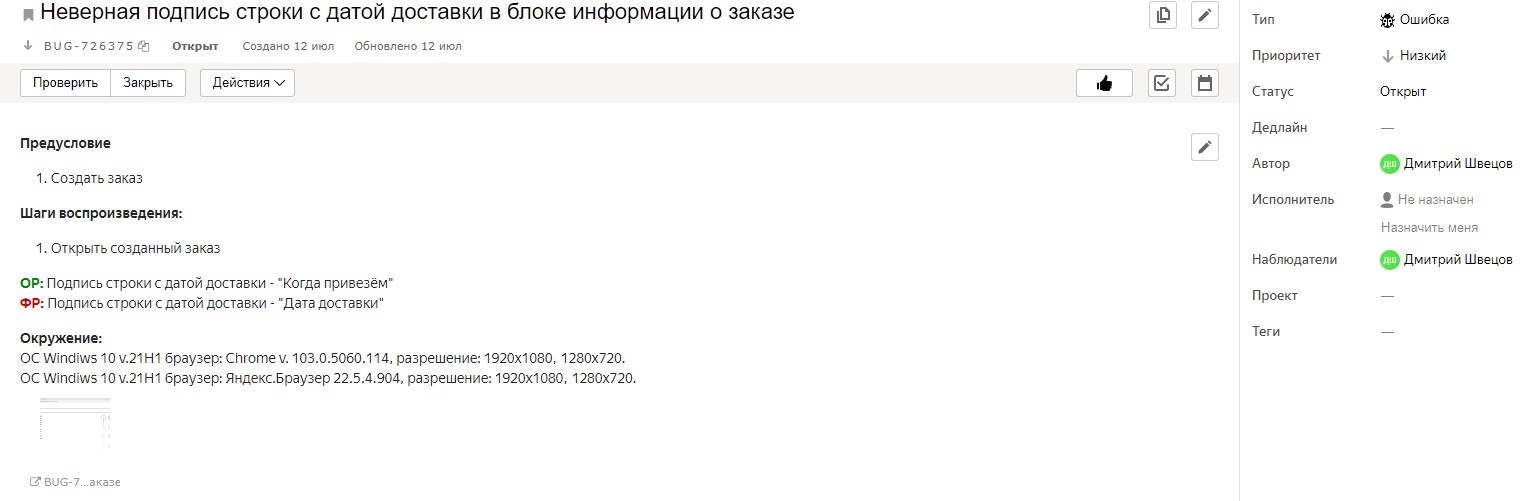 Неверная подпись строки с датой доставки в блоке информации о заказе
BUG-726375 Открыт Создано 12 июл Обновлено 12 июл
Проверить Закрыть Действия
Предусловие
1. Создать заказ
Шаги воспроизведения:
1. Открыть созданный заказ
ОР: Подпись строки с датой доставки - "Когда привезём"
ФР: Подпись строки с датой доставки - "Дата доставки"
Окружение:
ОС Windiws 10 v.21H1 браузер: Chrome v. 103.0.5060.114, разрешение: 1920x1080, 1280x720.
ОС Windiws 10 v.21H1 браузер: Яндекс.Браузер 22.5.4.904, разрешение: 1920x1080, 1280x720.
BUG-7...аказе
Тип Ошибка
Приоритет Низкий
Статус Открыт
Дедлайн —
Автор ДШ Дмитрий Швецов
Исполнитель Не назначен
Назначить меня
Наблюдатели ДШ Дмитрий Швецов
Проект —
Теги —